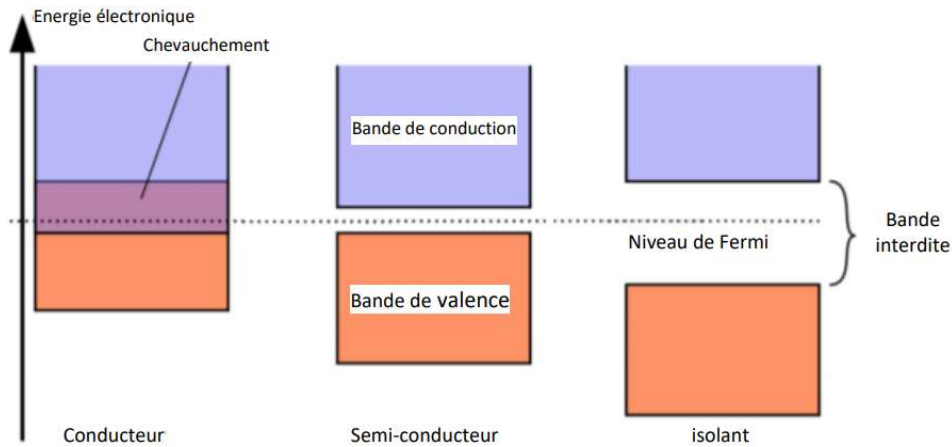 Energie électronique
Chevauchement
Bande de conduction
Niveau de Fermi
Bande
interdite
Bande de valence
Conducteur
Semi-conducteur
isolant